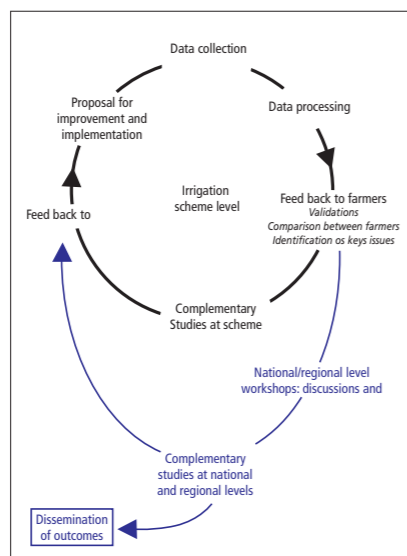 Data collection
Data processing
Proposal for
improvement and
implementation
Irrigation
scheme level
Feed back to farmers
Validations
Comparison between farmers
Identification os keys issues
Feed back to
Complementary
Studies at scheme
National/regional level
workshops: discussions and
Complementary
studies at national
and regional levels
Dissemination
of outcomes